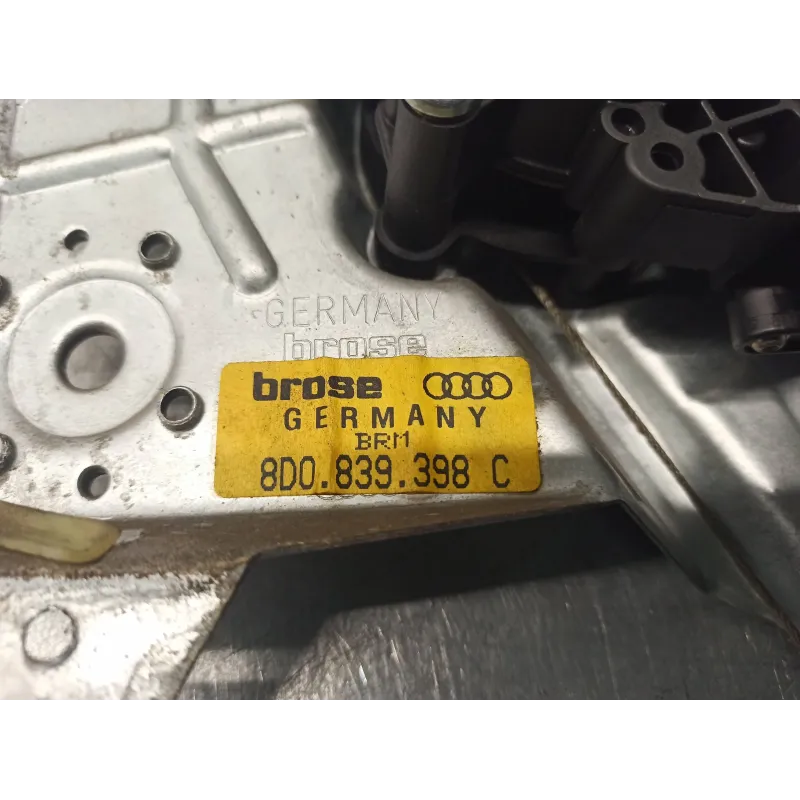 GERMANY
brose
brose
GERMANY
BRM
8D0.839.398 C